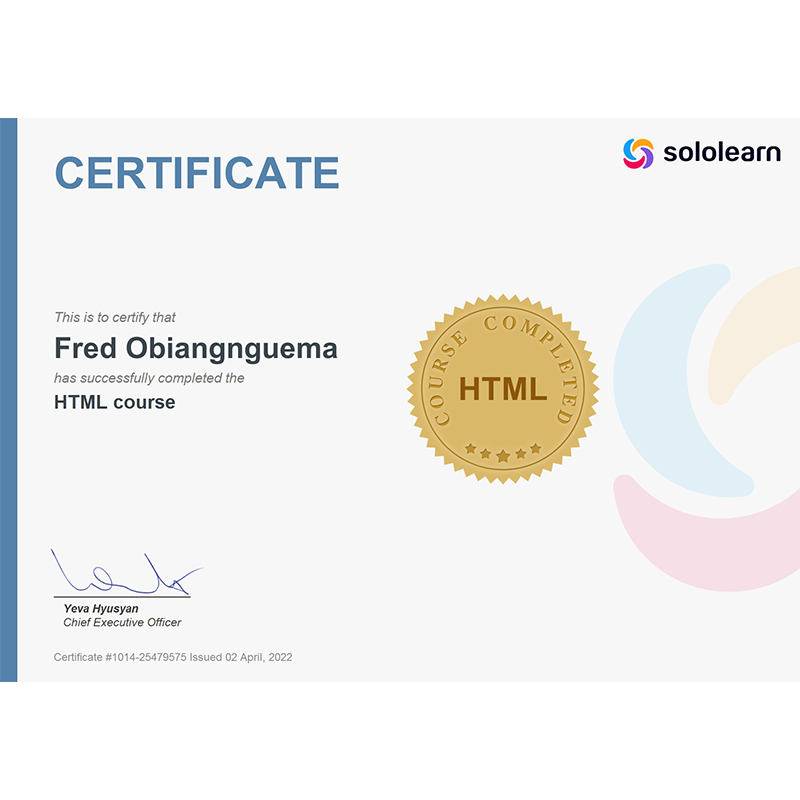 CERTIFICATE
sololearn
This is to certify that
Fred Obiangnguema
has successfully completed the
HTML course
COURSE COMPLETED
HTML
Yeva Hyusyan
Chief Executive Officer
Certificate #1014-25479575 Issued 02 April, 2022